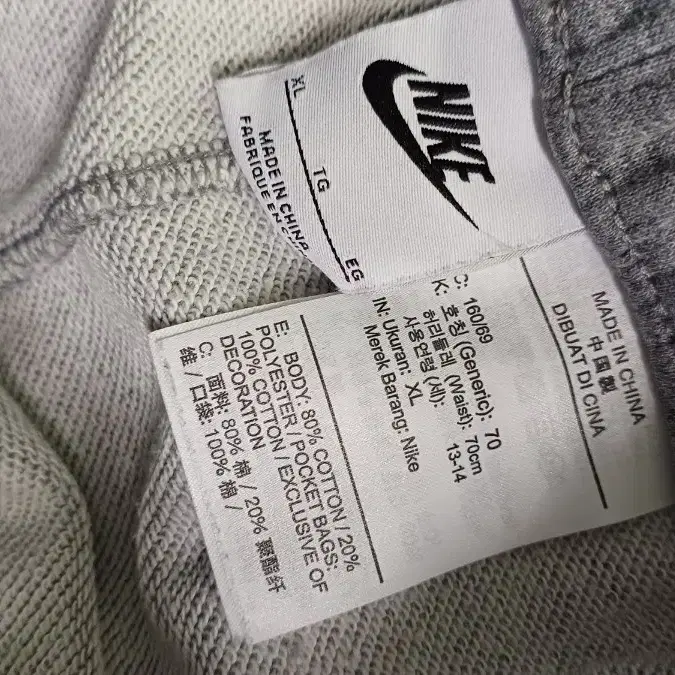 NIKE
XL
TG
EG
MADE IN CHINA
FABRIQUE EN
MADE IN CHINA
中国製
DIBUAT DI CINA
C: 160/69
K: 호칭 (Generic): 70
허리둘레 (Waist): 70cm
사용연령 (세): 13-14
IN: Ukuran: XL
Merek Barang: Nike
E: BODY: 80% COTTON / 20%
POLYESTER / POCKET BAGS:
100% COTTON / EXCLUSIVE OF
DECORATION
C: 面料: 80% 棉 / 20% 聚酯纤
维 / 口袋: 100% 棉 /